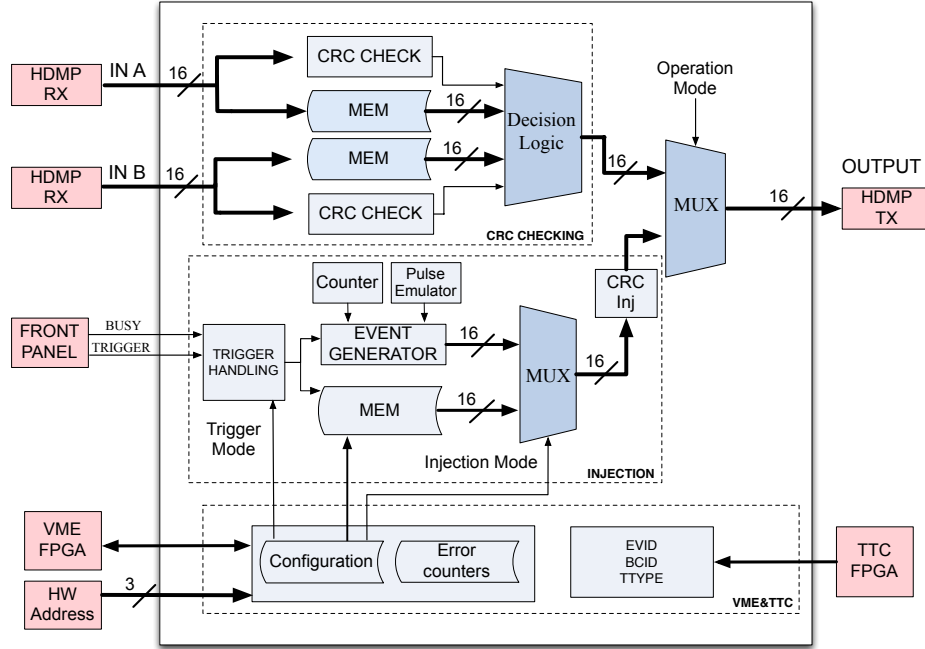 HDMP
RX
IN A
16
CRC CHECK
MEM
16
Decision
Logic
HDMP
RX
IN B
16
MEM
16
CRC CHECK
CRC CHECKING
16
Operation
Mode
MUX
16
OUTPUT
HDMP
TX
FRONT
PANEL
BUSY
TRIGGER
TRIGGER
HANDLING
Counter
Pulse
Emulator
EVENT
GENERATOR
16
MEM
16
MUX
16
CRC
Inj
Trigger
Mode
Injection Mode
INJECTION
VME
FPGA
HW
Address
3
Configuration
Error
counters
EVID
BCID
TTYPE
VME&TTC
TTC
FPGA